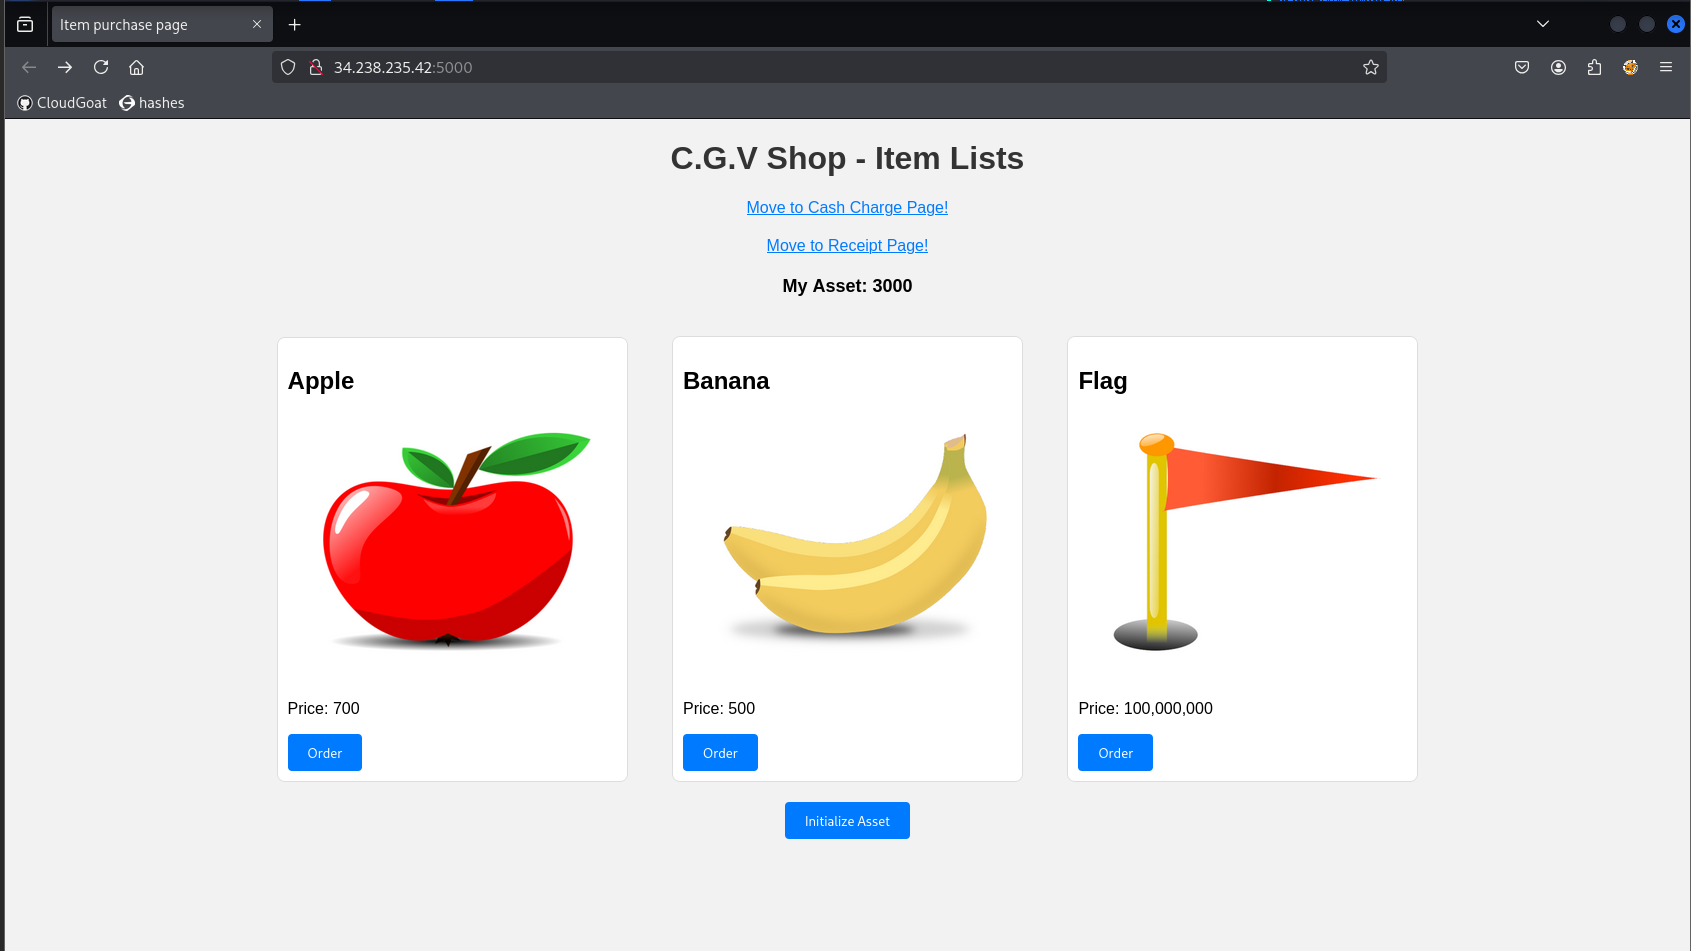 Item purchase page
34.238.235.42:5000
CloudGoat hashes
C.G.V Shop - Item Lists
Move to Cash Charge Page!
Move to Receipt Page!
My Asset: 3000
Apple
Banana
Flag
Price: 700
Price: 500
Price: 100,000,000
Order
Order
Order
Initialize Asset